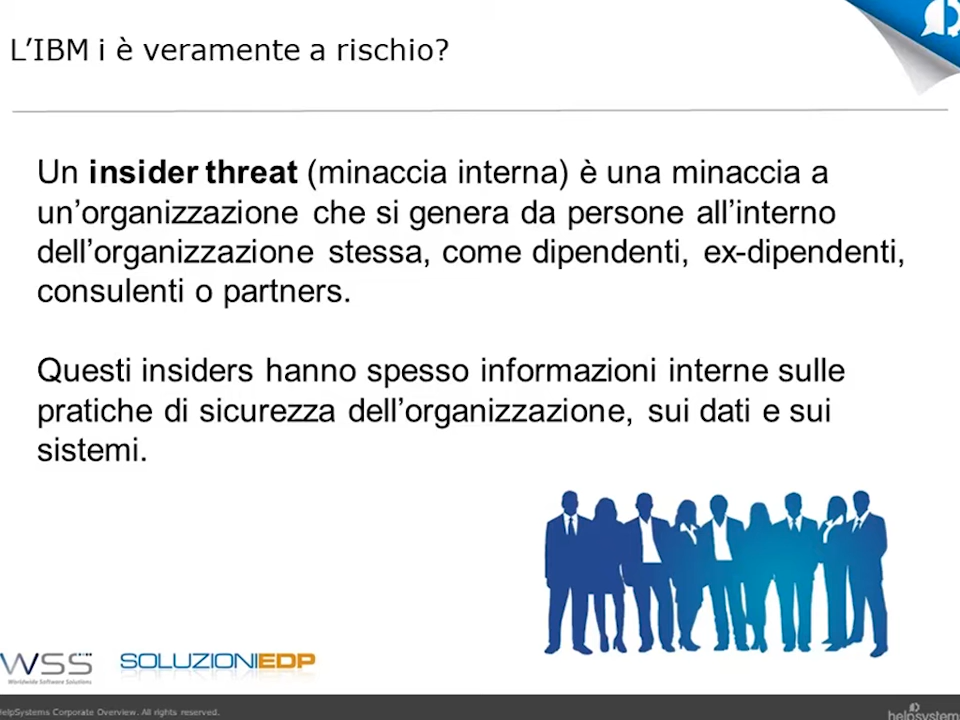 L’IBM i è veramente a rischio?
Un insider threat (minaccia interna) è una minaccia a
un’organizzazione che si genera da persone all’interno
dell’organizzazione stessa, come dipendenti, ex-dipendenti,
consulenti o partners.
Questi insiders hanno spesso informazioni interne sulle
pratiche di sicurezza dell’organizzazione, sui dati e sui
sistemi.
WSS
Worldwide Software Solutions
SOLUZIONIEDP
HelpSystems Corporate Overview. All rights reserved.
helpsystems